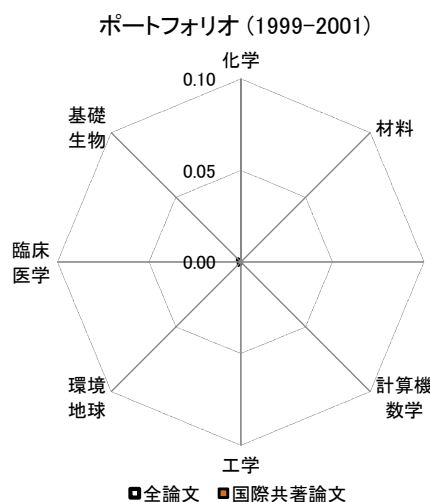 ポートフォリオ (1999-2001)
化学
0.10
基礎
生物
材料
0.05
臨床
医学
0.00
環境
地球
計算機
数学
工学
全論文 国際共著論文